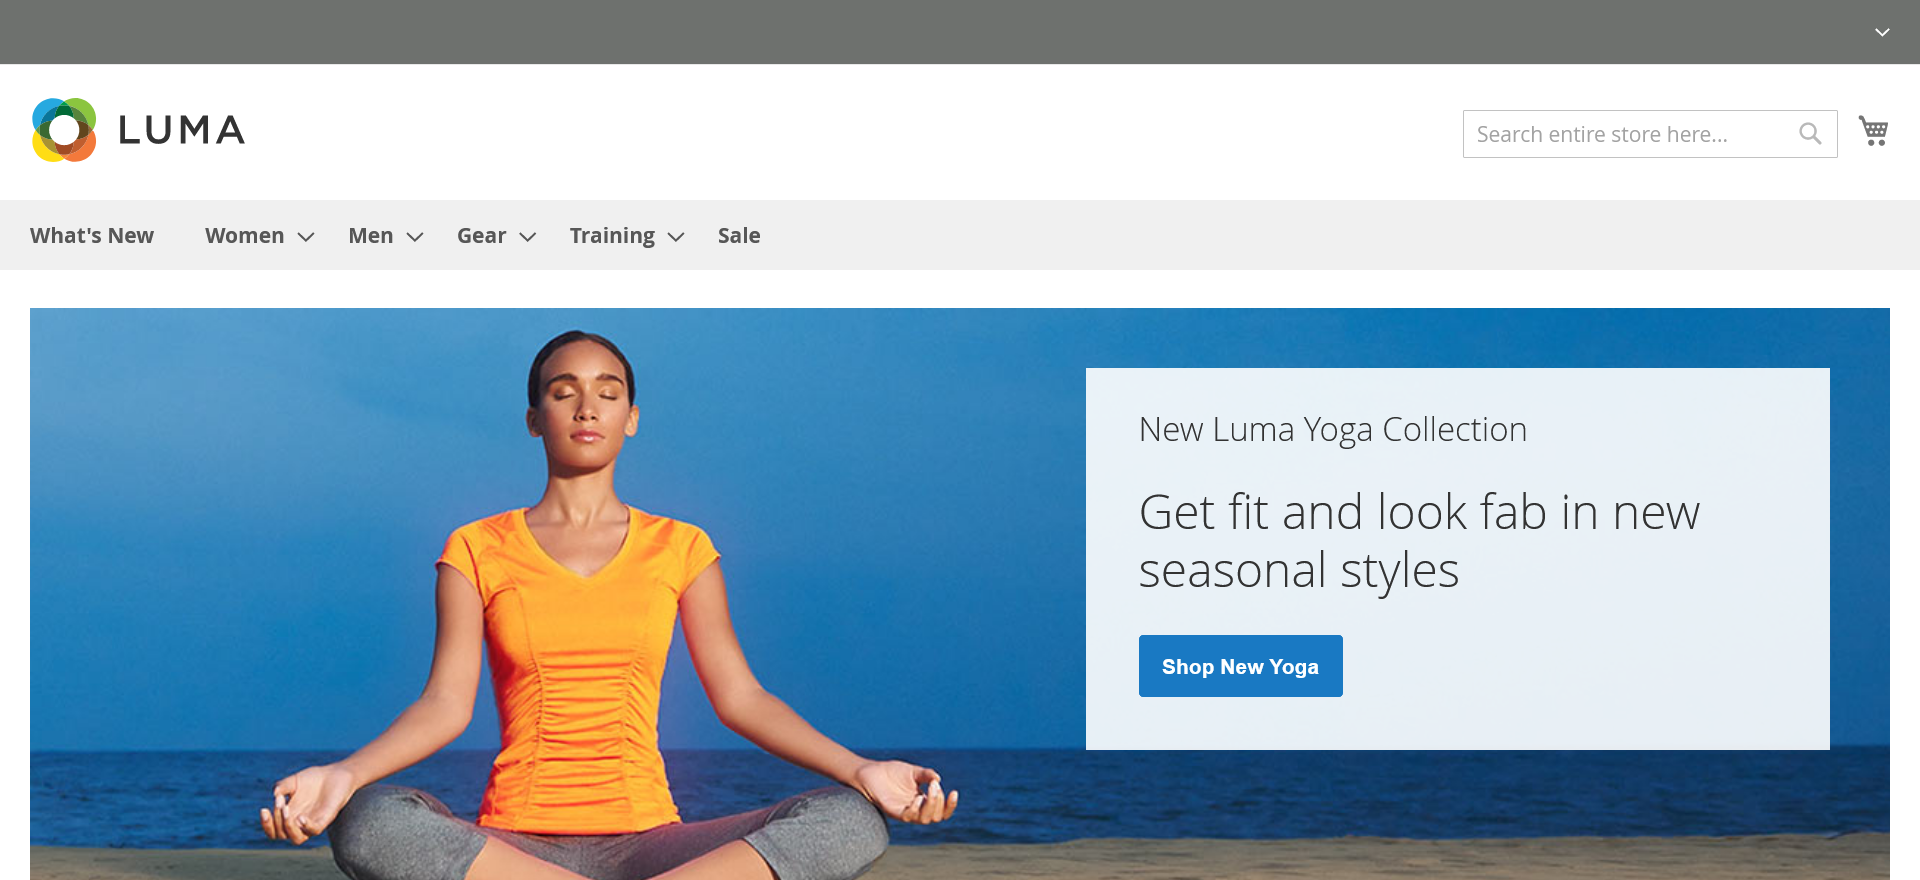 LUMA
Search entire store here...
What's New Women Men Gear Training Sale
New Luma Yoga Collection
Get fit and look fab in new
seasonal styles
Shop New Yoga